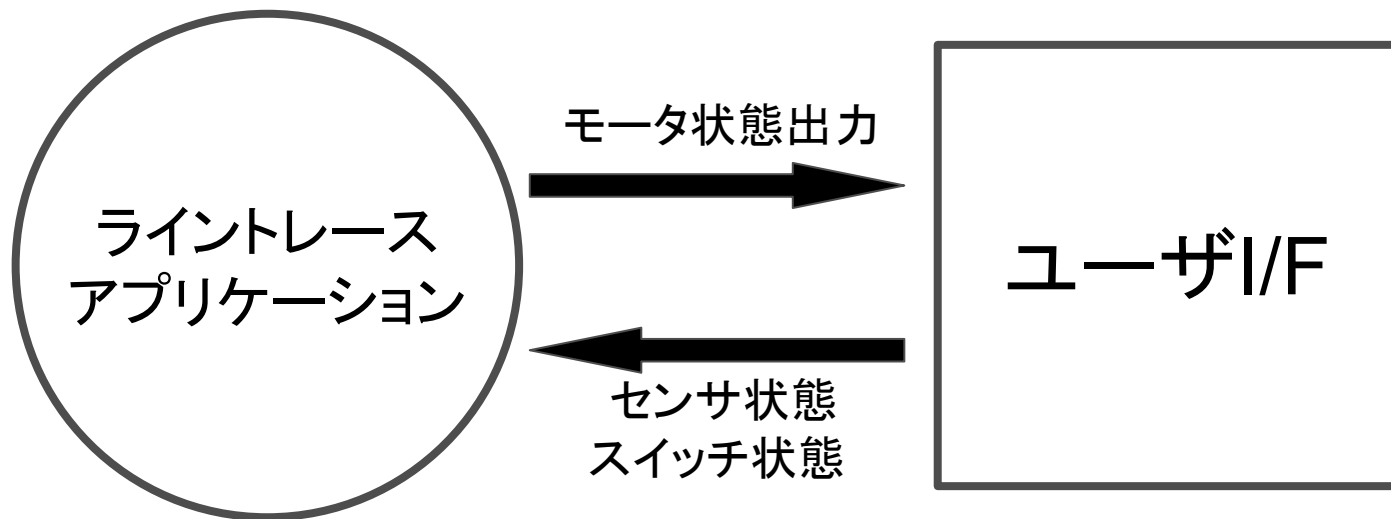 ライントレース
アプリケーション
モータ状態出力
センサ状態
スイッチ状態
ユーザI/F